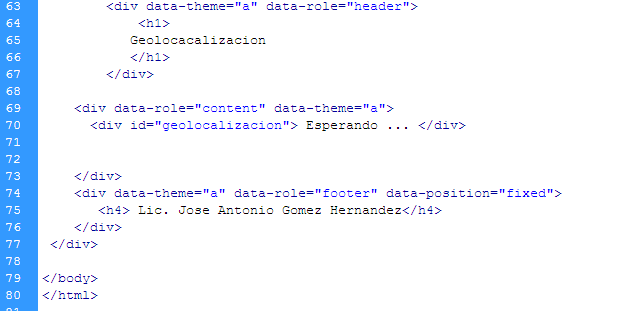 63 <div data-theme="a" data-role="header">
64 <h1>
65 Geolocacalizacion
66 </h1>
67 </div>
68
69 <div data-role="content" data-theme="a">
70 <div id="geolocalizacion"> Esperando ... </div>
71
72
73 </div>
74 <div data-theme="a" data-role="footer" data-position="fixed">
75 <h4> Lic. Jose Antonio Gomez Hernandez</h4>
76 </div>
77 </div>
78
79 </body>
80 </html>